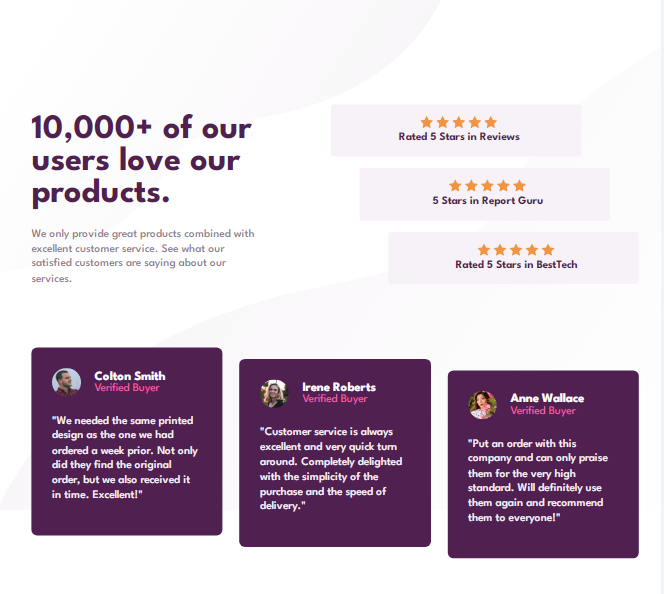 10,000+ of our
users love our
products.
We only provide great products combined with
excellent customer service. See what our
satisfied customers are saying about our
services.
Rated 5 Stars in Reviews
5 Stars in Report Guru
Rated 5 Stars in BestTech
Colton Smith
Verified Buyer
"We needed the same printed
design as the one we had
ordered a week prior. Not only
did they find the original
order, but we also received it
in time. Excellent!"
Irene Roberts
Verified Buyer
"Customer service is always
excellent and very quick turn
around. Completely delighted
with the simplicity of the
purchase and the speed of
delivery."
Anne Wallace
Verified Buyer
"Put an order with this
company and can only praise
them for the very high
standard. Will definitely use
them again and recommend
them to everyone!"